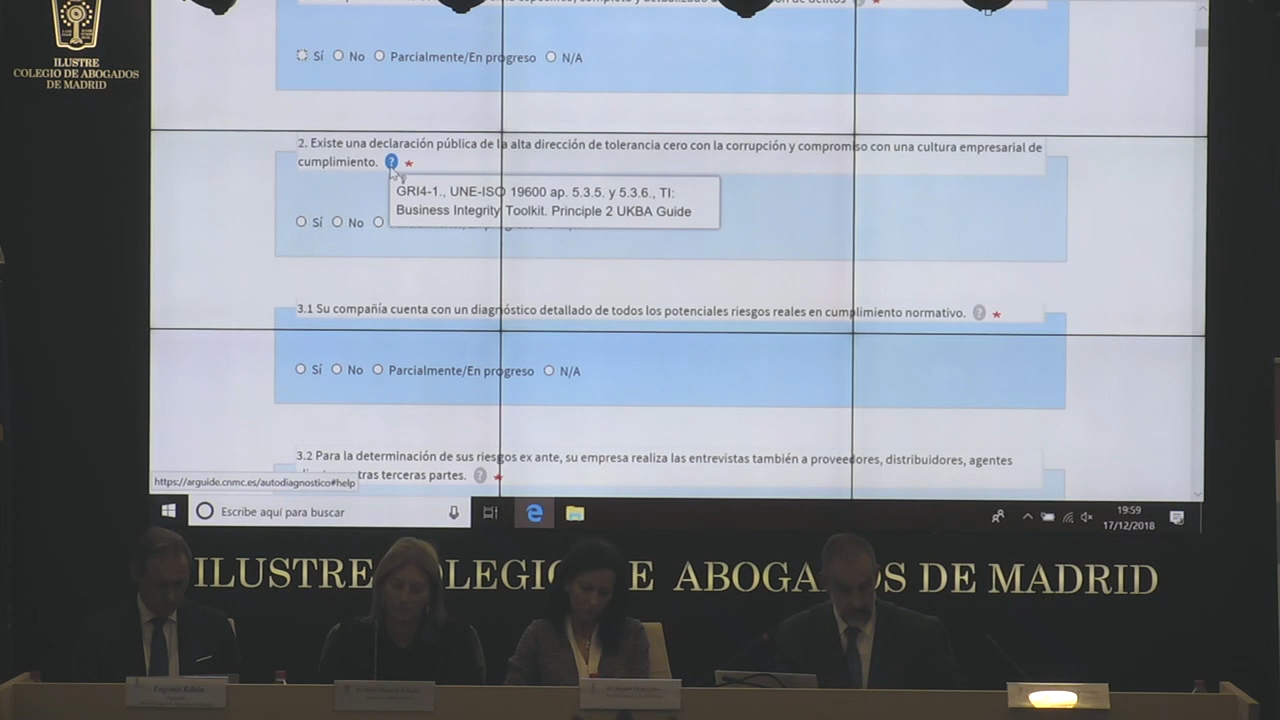 ILUSTRE
COLEGIO DE ABOGADOS
DE MADRID
Sí No Parcialmente/En progreso N/A
2. Existe una declaración pública de la alta dirección de tolerancia cero con la corrupción y compromiso con una cultura empresarial de
cumplimiento. ? *
GRI4-1., UNE-ISO 19600 ap. 5.3.5. y 5.3.6., TI:
Business Integrity Toolkit. Principle 2 UKBA Guide
Sí No
3.1 Su compañía cuenta con un diagnóstico detallado de todos los potenciales riesgos reales en cumplimiento normativo. ? *
Sí No Parcialmente/En progreso N/A
3.2 Para la determinación de sus riesgos ex ante, su empresa realiza las entrevistas también a proveedores, distribuidores, agentes
tras terceras partes. ? *
https://arguide.cnmc.es/autodiagnostico#help
Escribe aquí para buscar
19:59
17/12/2018
ILUSTRE COLEGIO DE ABOGADOS DE MADRID